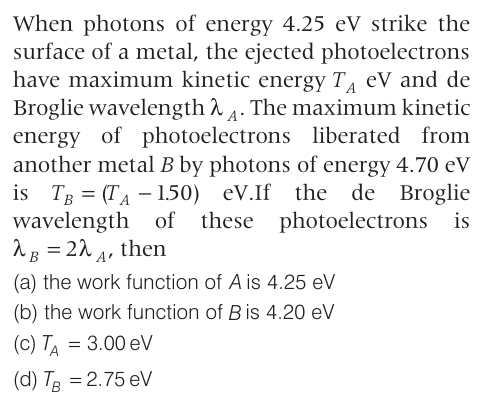 When photons of energy 4.25 eV strike the
surface of a metal, the ejected photoelectrons
have maximum kinetic energy T_A eV and de
Broglie wavelength λ_A. The maximum kinetic
energy of photoelectrons liberated from
another metal B by photons of energy 4.70 eV
is T_B = (T_A − 1.50) eV.If the de Broglie
wavelength of these photoelectrons is
λ_B = 2λ_A, then
(a) the work function of A is 4.25 eV
(b) the work function of B is 4.20 eV
(c) T_A = 3.00 eV
(d) T_B = 2.75 eV